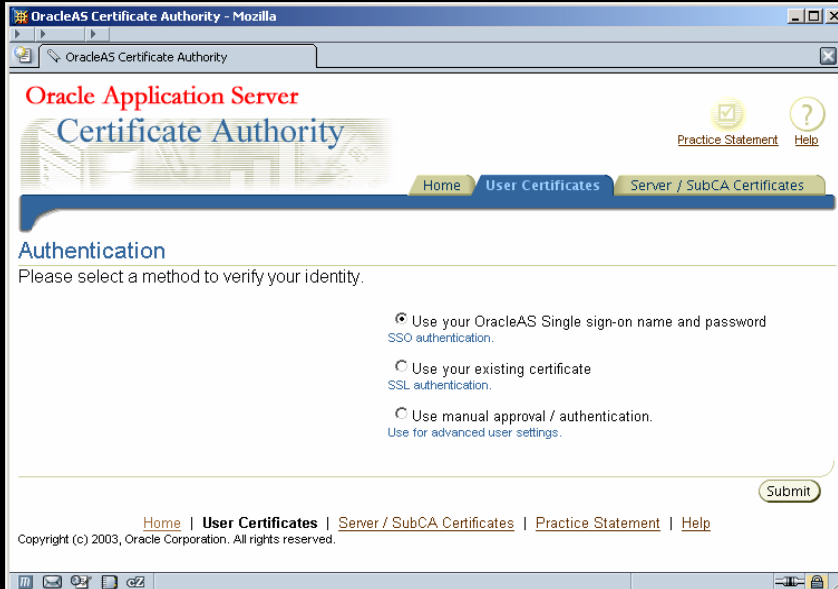 OracleAS Certificate Authority - Mozilla
OracleAS Certificate Authority
Oracle Application Server
Certificate Authority
Practice Statement
?
Help
Home
User Certificates
Server / SubCA Certificates
Authentication
Please select a method to verify your identity.
Use your OracleAS Single sign-on name and password
SSO authentication.
Use your existing certificate
SSL authentication.
Use manual approval / authentication.
Use for advanced user settings.
Submit
Home | User Certificates | Server / SubCA Certificates | Practice Statement | Help
Copyright (c) 2003, Oracle Corporation. All rights reserved.